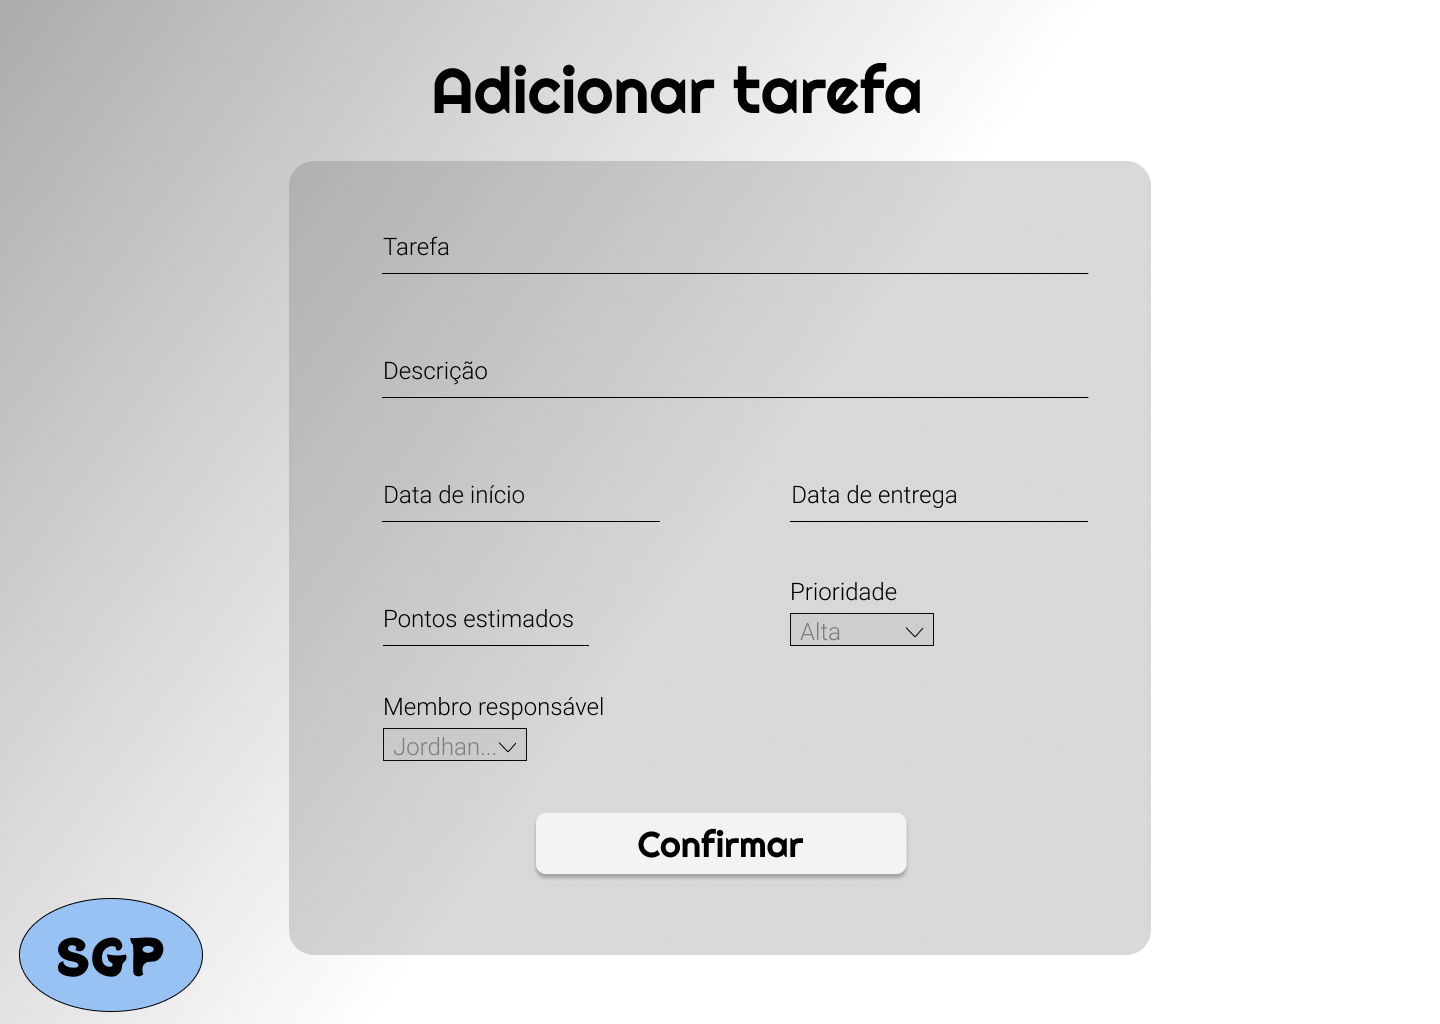 Adicionar tarefa
Tarefa
Descrição
Data de início
Data de entrega
Pontos estimados
Prioridade
Alta
Membro responsável
Jordhan...
Confirmar
SGP